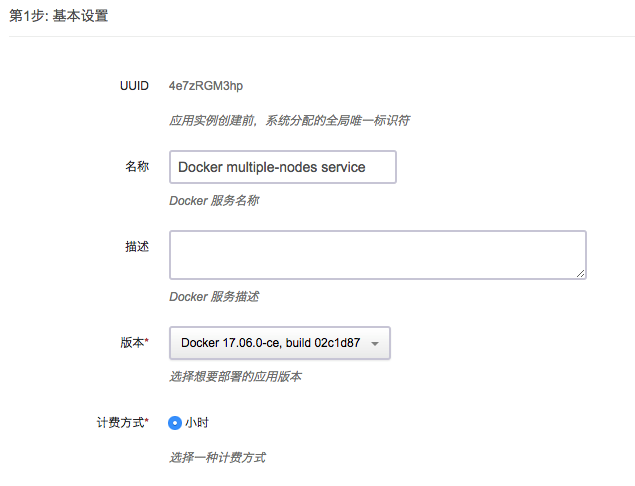 第1步: 基本设置
UUID 4e7zRGM3hp
应用实例创建前，系统分配的全局唯一标识符
名称 Docker multiple-nodes service
Docker 服务名称
描述
Docker 服务描述
版本* Docker 17.06.0-ce, build 02c1d87
选择想要部署的应用版本
计费方式* 小时
选择一种计费方式